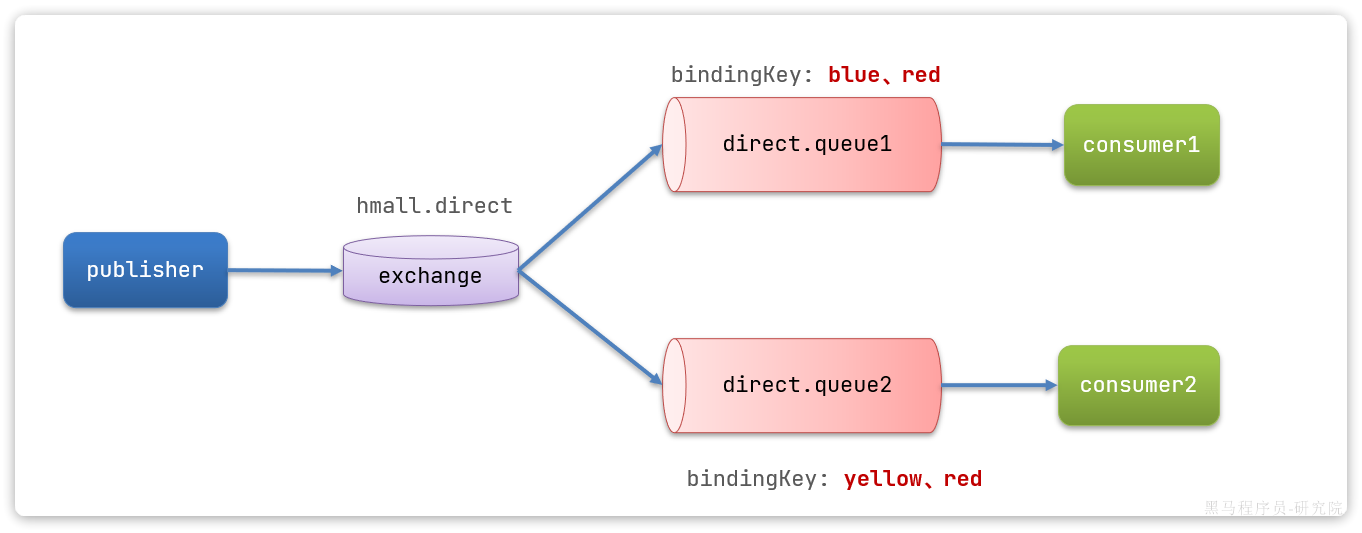 bindingKey: blue、red
direct.queue1
consumer1
hmall.direct
publisher
exchange
direct.queue2
consumer2
bindingKey: yellow、red
黑马程序员-研究院